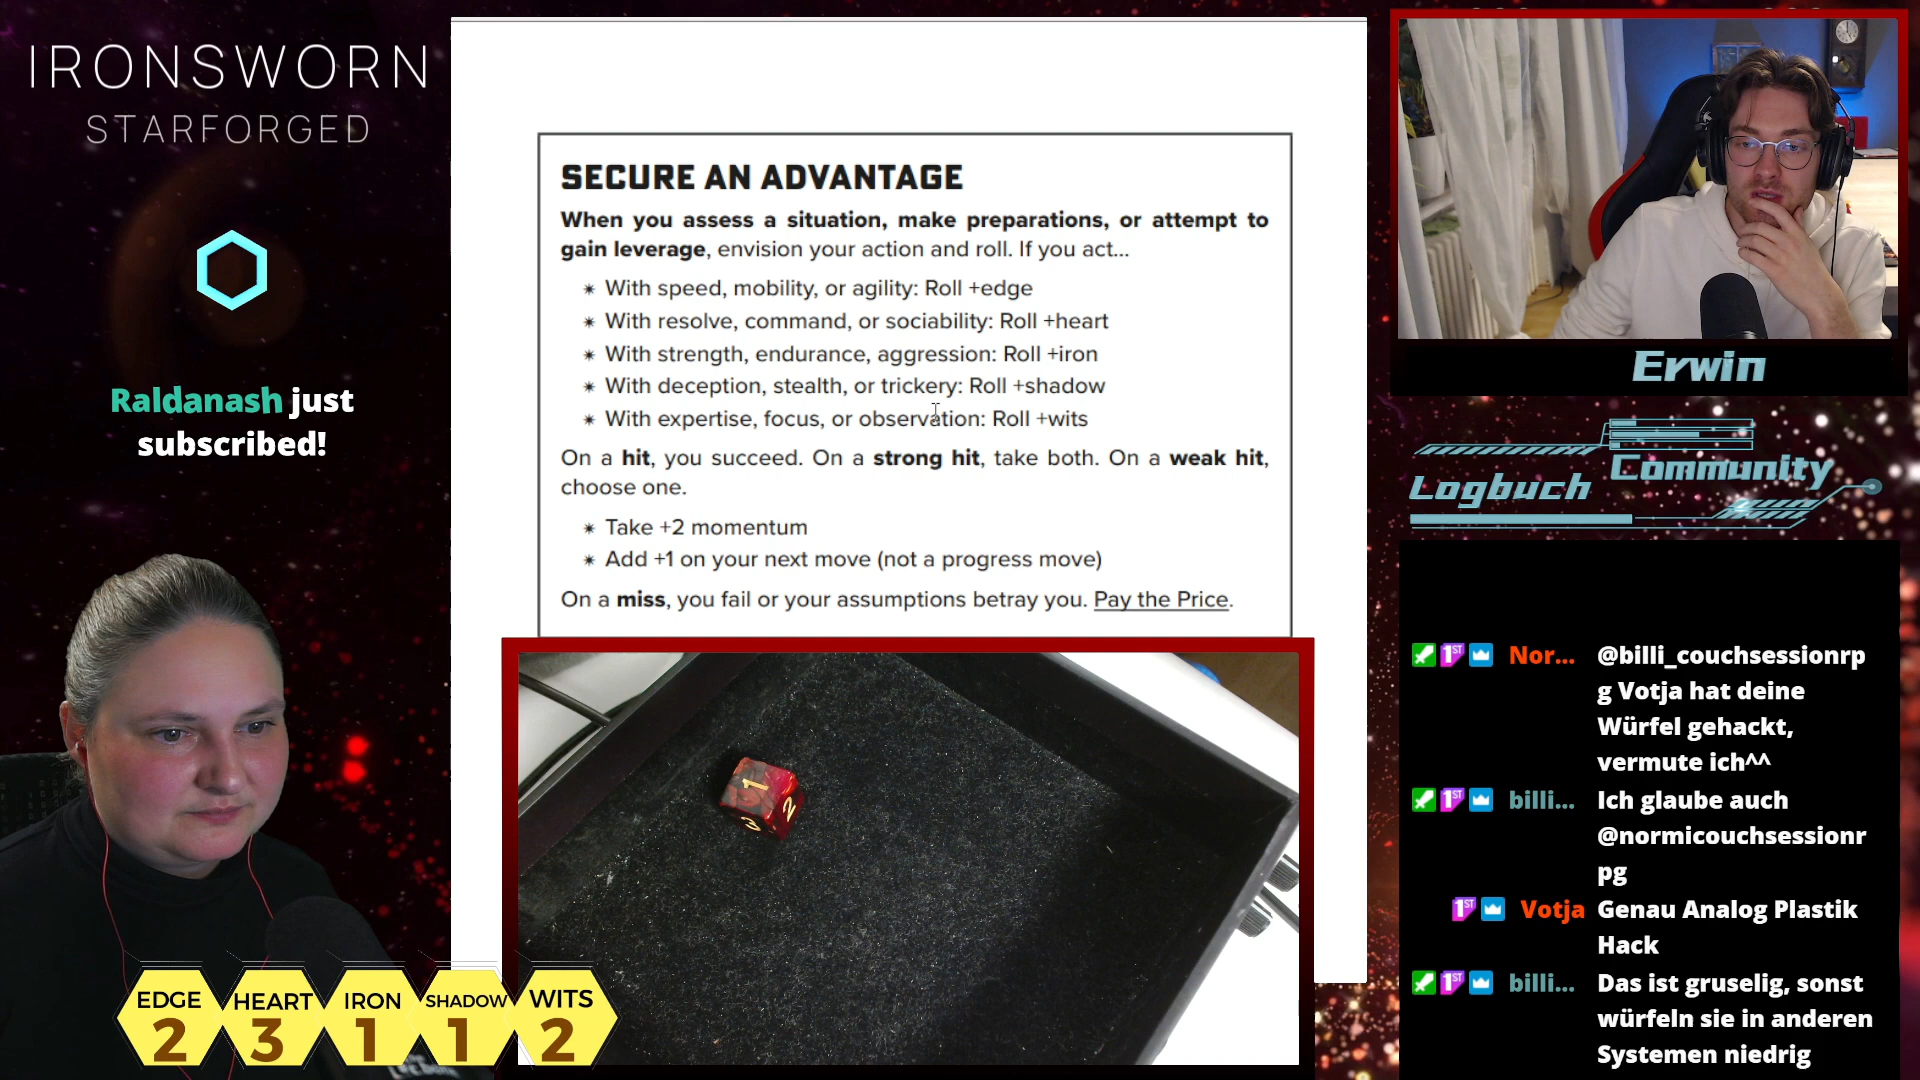 IRONSWORN
STARFORGED
Raldanash just
subscribed!
SECURE AN ADVANTAGE
When you assess a situation, make preparations, or attempt to
gain leverage, envision your action and roll. If you act...
✴ With speed, mobility, or agility: Roll +edge
✴ With resolve, command, or sociability: Roll +heart
✴ With strength, endurance, aggression: Roll +iron
✴ With deception, stealth, or trickery: Roll +shadow
✴ With expertise, focus, or observation: Roll +wits
On a hit, you succeed. On a strong hit, take both. On a weak hit,
choose one.
✴ Take +2 momentum
✴ Add +1 on your next move (not a progress move)
On a miss, you fail or your assumptions betray you. Pay the Price.
1
2
3
EDGE
2
HEART
3
IRON
1
SHADOW
1
WITS
2
Erwin
Community
Logbuch
1ST Nor... @billi_couchsessionrp
g Votja hat deine
Würfel gehackt,
vermute ich^^
1ST billi... Ich glaube auch
@normicouchsessionr
pg
1ST Votja Genau Analog Plastik
Hack
1ST billi... Das ist gruselig, sonst
würfeln sie in anderen
Systemen niedrig